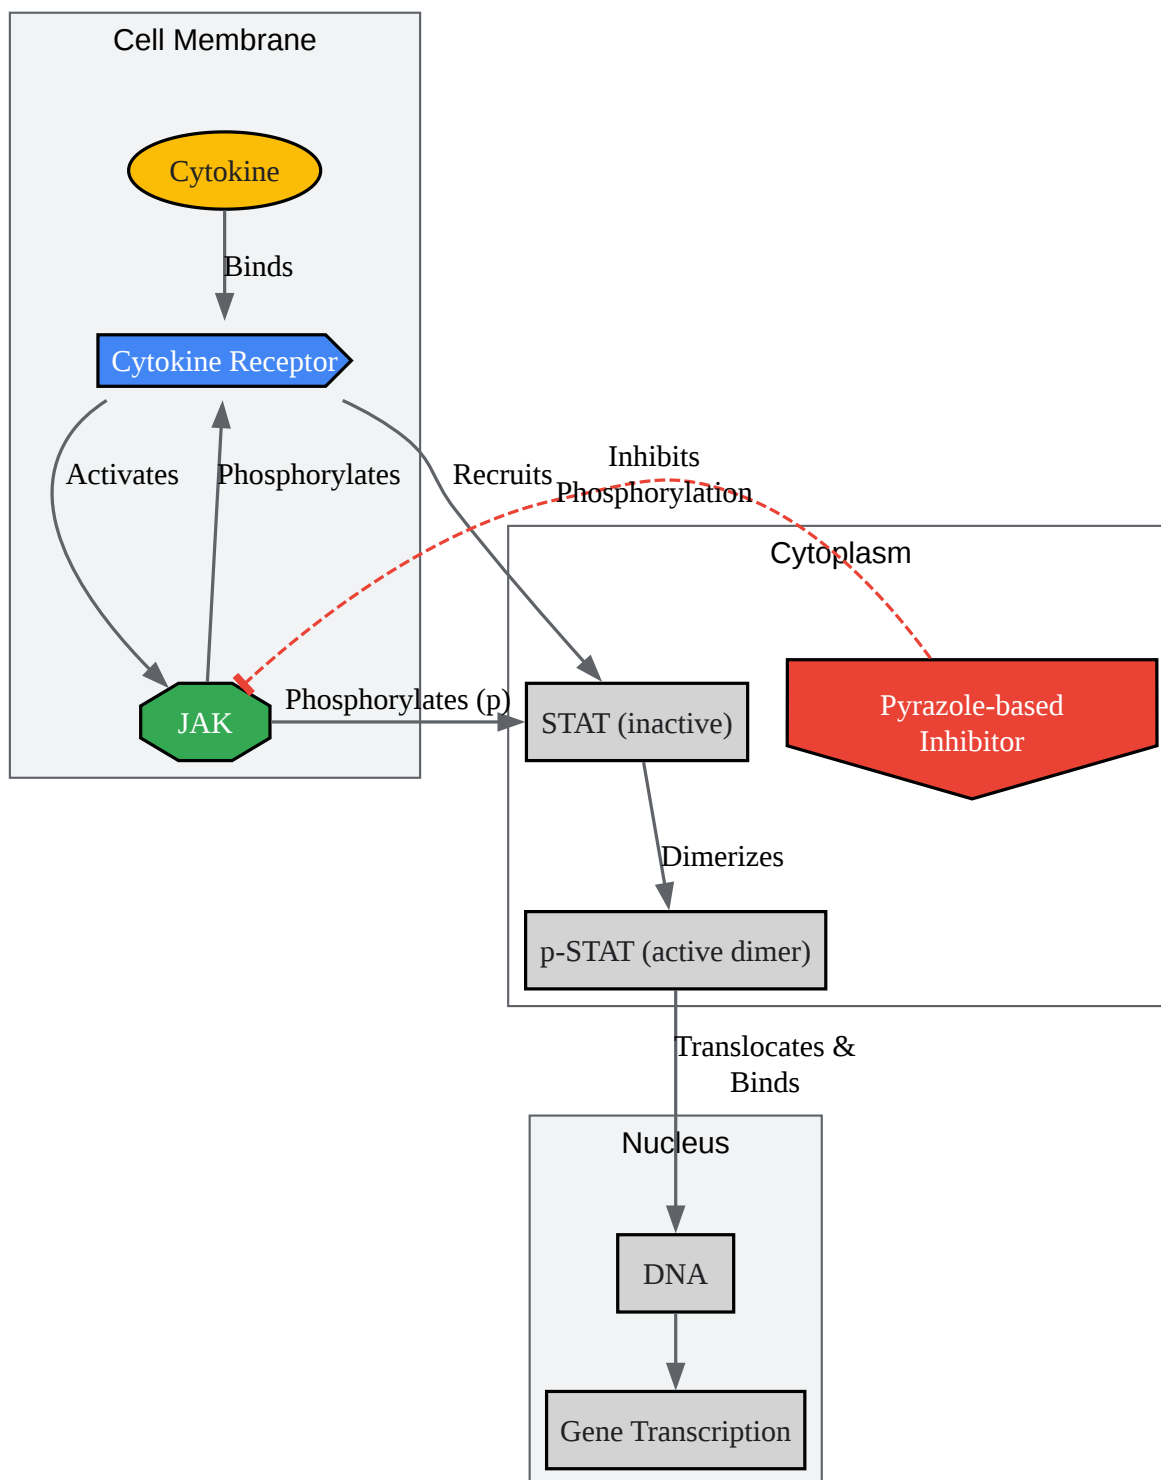 Cell Membrane
Cytokine
Binds
Cytokine Receptor
Activates
Phosphorylates
Recruits
Inhibits
Phosphorylation
Cytoplasm
JAK
Phosphorylates (p)
STAT (inactive)
Pyrazole-based
Inhibitor
Dimerizes
p-STAT (active dimer)
Translocates &
Binds
Nucleus
DNA
Gene Transcription